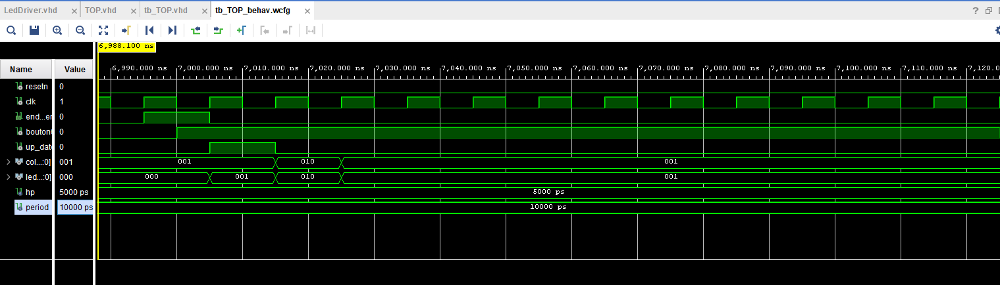 LedDriver.vhd × TOP.vhd × tb_TOP.vhd × tb_TOP_behav.wcfg ×
?
6,988.100 ns
6,990.000 ns 7,000.000 ns 7,010.000 ns 7,020.000 ns 7,030.000 ns 7,040.000 ns 7,050.000 ns 7,060.000 ns 7,070.000 ns 7,080.000 ns 7,090.000 ns 7,100.000 ns 7,110.000 ns 7,120.00
Name Value
resetn 0
clk 1
end...er 0
bouton 0
up_date 0
col...:0] 001 001 010 001
led...:0] 000 000 001 010 001
hp 5000 ps 5000 ps
period 10000 ps 10000 ps